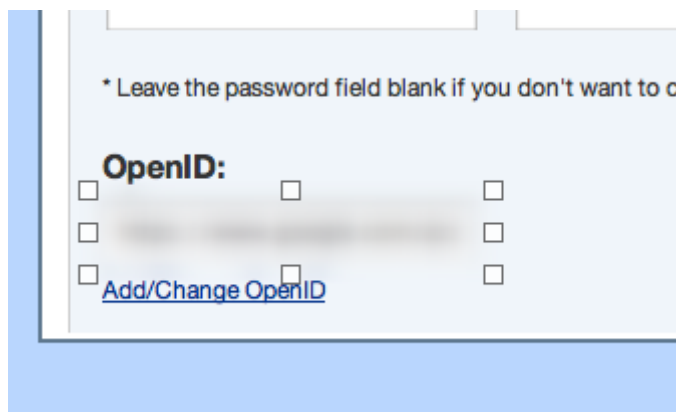 * Leave the password field blank if you don't want to
OpenID:
Add/Change OpenID